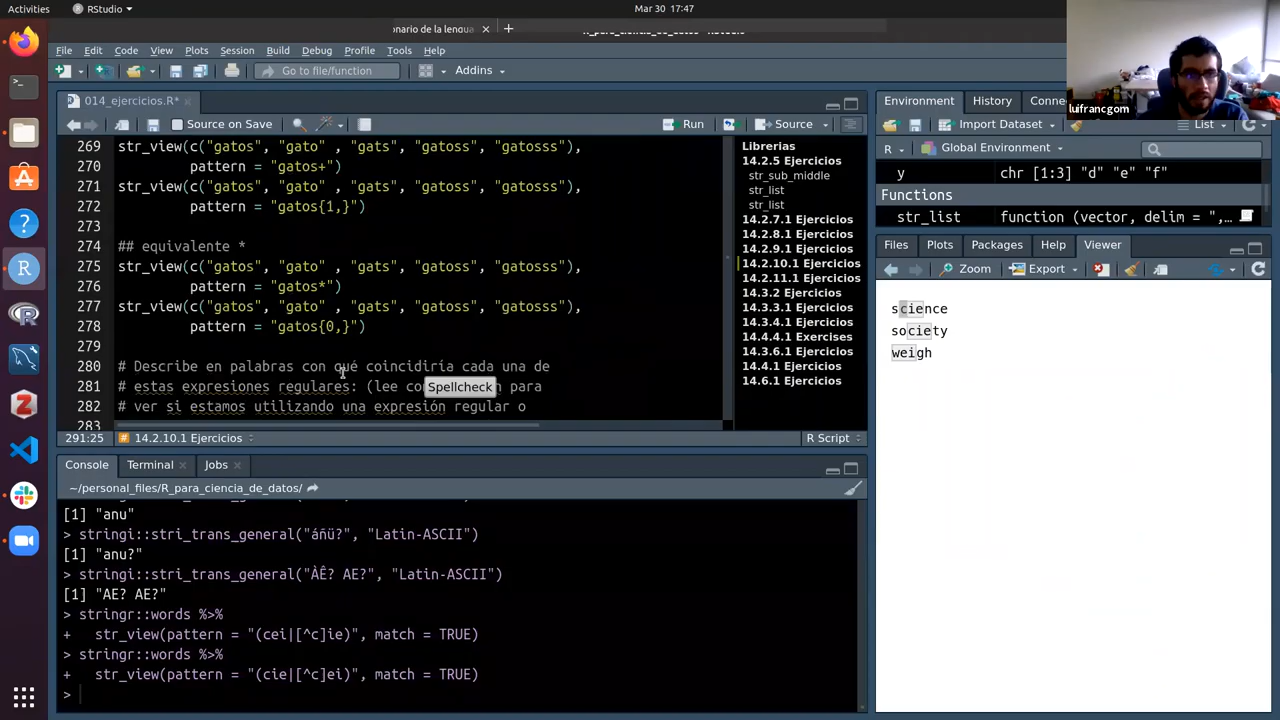 Activities
RStudio
Mar 30 17:47
onario de la lengua
File Edit Code View Plots Session Build Debug Profile Tools Help
Go to file/function
Addins
luifrancgom
014_ejercicios.R*
Source on Save
Run
Source
269 str_view(c("gatos", "gato" , "gats", "gatoss", "gatosss"),
270 pattern = "gatos+")
271 str_view(c("gatos", "gato" , "gats", "gatoss", "gatosss"),
272 pattern = "gatos{1,}")
273
274 ## equivalente *
275 str_view(c("gatos", "gato" , "gats", "gatoss", "gatosss"),
276 pattern = "gatos*")
277 str_view(c("gatos", "gato" , "gats", "gatoss", "gatosss"),
278 pattern = "gatos{0,}")
279
280 # Describe en palabras con qué coincidiría cada una de
281 # estas expresiones regulares: (lee para
Spellcheck
282 # ver si estamos utilizando una expresión regular o
283
291:25
14.2.10.1 Ejercicios
R Script
Librerias
14.2.5 Ejercicios
str_sub_middle
str_list
str_list
14.2.7.1 Ejercicios
14.2.8.1 Ejercicios
14.2.9.1 Ejercicios
14.2.10.1 Ejercicios
14.2.11.1 Ejercicios
14.3.2 Ejercicios
14.3.3.1 Ejercicios
14.3.4.1 Ejercicios
14.4.4.1 Exercises
14.3.6.1 Ejercicios
14.4.1 Ejercicios
14.6.1 Ejercicios
Console Terminal Jobs
~/personal_files/R_para_ciencia_de_datos/
[1] "anu"
> stringi::stri_trans_general("áñü?", "Latin-ASCII")
[1] "anu?"
> stringi::stri_trans_general("ÀÊ? AE?", "Latin-ASCII")
[1] "AE? AE?"
> stringr::words %>%
+ str_view(pattern = "(cei|[^c]ie)", match = TRUE)
> stringr::words %>%
+ str_view(pattern = "(cie|[^c]ei)", match = TRUE)
>
Environment History
Import Dataset
List
R
Global Environment
y chr [1:3] "d" "e" "f"
Functions
str_list function (vector, delim = ",…
Files Plots Packages Help Viewer
Zoom
Export
science
society
weigh